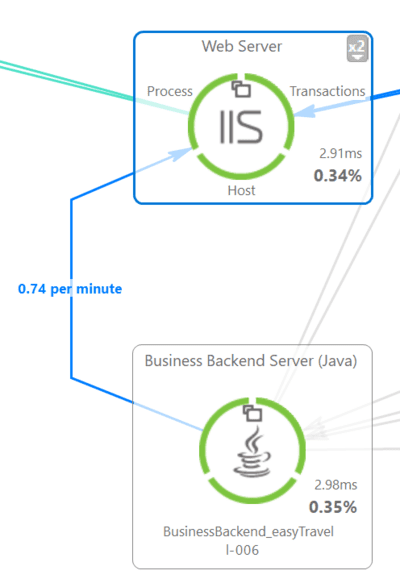 Web Server
x2
Process
Transactions
IIS
2.91ms
0.34%
Host
0.74 per minute
Business Backend Server (Java)
2.98ms
0.35%
BusinessBackend_easyTravel
l-006